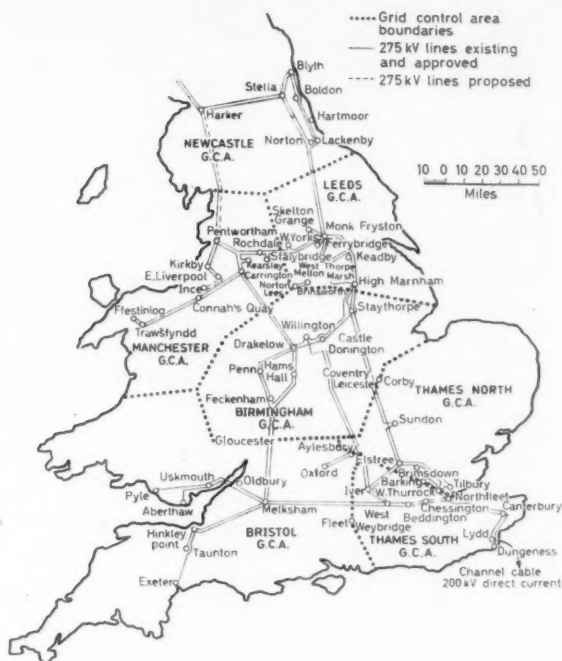 Grid control area
boundaries
275 kV lines existing
and approved
275 kV lines proposed
Blyth
Stella
Boldon
Harker
Hartmoor
NEWCASTLE
G.C.A.
Norton
Lackenby
LEEDS
G.C.A.
10 0 10 20 30 40 50
Miles
Skelton
Grange
Monk Fryston
Pentwortham
Rochdale
W.Yorks
Ferrybridge
Kirkby
Stalybridge
Keadby
Kearsley
West
Thorpe
E.Liverpool
Carrington
Melton
Marsh
High Marnham
Ince
Norton
Lees
Brinsworth
Ffestiniog
Connah's Quay
Staythorpe
Trawsfyndd
Willington
MANCHESTER
G.C.A.
Drakelow
Castle
Donington
Penn
Hams
Hall
Coventry
Leicester
Corby
THAMES NORTH
G.C.A.
Feckenham
BIRMINGHAM
G.C.A.
Sundon
Gloucester
Aylesbury
Elstree
Uskmouth
Oldbury
Oxford
Brimsdown
Barking
Tilbury
Pyle
Iver
W.Thurrock
Northfleet
Aberthaw
Melksham
West
Chessington
Canterbury
Hinkley
point
BRISTOL
G.C.A.
Fleet
Weybridge
Beddington
Lydd
Taunton
THAMES SOUTH
G.C.A.
Dungeness
Exeter
Channel cable
200 kV direct current